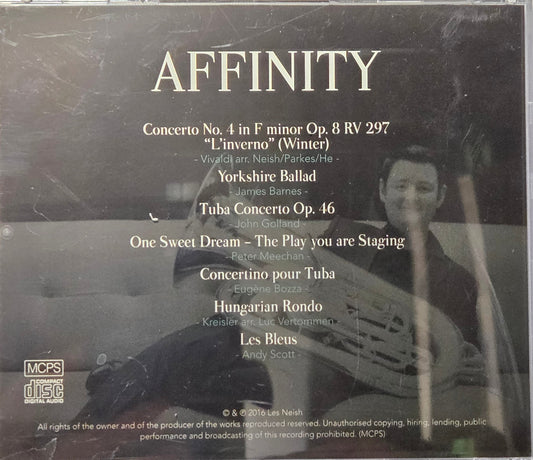 AFFINITY
Concerto No. 4 in F minor Op. 8 RV 297
"L'inverno" (Winter)
- Vivaldi arr. Neish/Parkes/He -
Yorkshire Ballad
- James Barnes -
Tuba Concerto Op. 46
- John Golland -
One Sweet Dream – The Play you are Staging
- Peter Meechan -
Concertino pour Tuba
- Eugène Bozza -
Hungarian Rondo
- Kreisler arr. Luc Vertommen -
Les Bleus
- Andy Scott -
MCPS
COMPACT
disc
DIGITAL AUDIO
© & ℗ 2016 Les Neish
All rights of the owner and of the producer of the works reproduced reserved. Unauthorised copying, hiring, lending, public
performance and broadcasting of this recording prohibited. (MCPS)